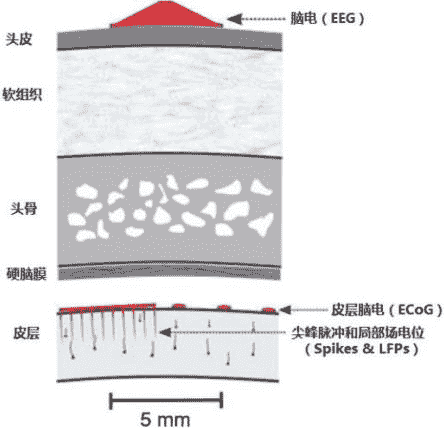 脑电（EEG）
头皮
软组织
头骨
硬脑膜
皮层脑电（ECoG）
皮层
尖峰脉冲和局部场电位
（Spikes & LFPs）
5 mm